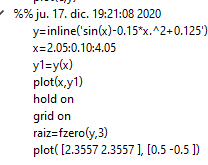 %% ju. 17. dic. 19:21:08 2020
y=inline('sin(x)-0.15*x.^2+0.125')
x=2.05:0.10:4.05
y1=y(x)
plot(x,y1)
hold on
grid on
raiz=fzero(y,3)
plot( [2.3557 2.3557 ], [0.5 -0.5 ])